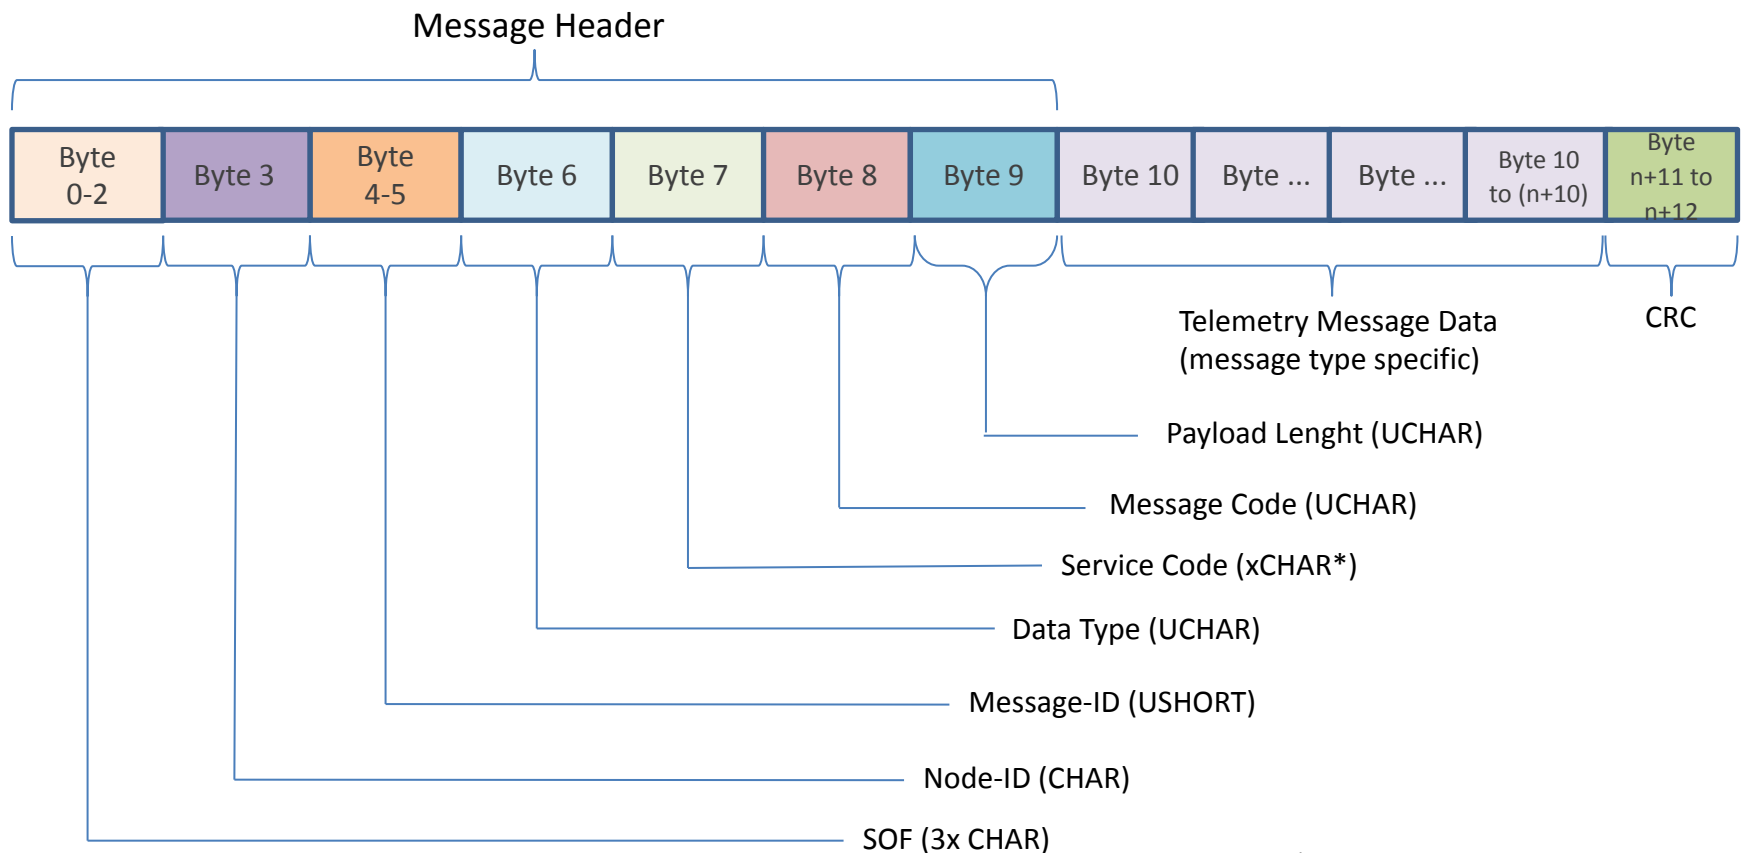 Message Header
Byte
0-2
Byte 3
Byte
4-5
Byte 6
Byte 7
Byte 8
Byte 9
Byte 10
Byte ...
Byte ...
Byte 10
to (n+10)
Byte
n+11 to
n+12
Telemetry Message Data
(message type specific)
CRC
Payload Lenght (UCHAR)
Message Code (UCHAR)
Service Code (xCHAR*)
Data Type (UCHAR)
Message-ID (USHORT)
Node-ID (CHAR)
SOF (3x CHAR)